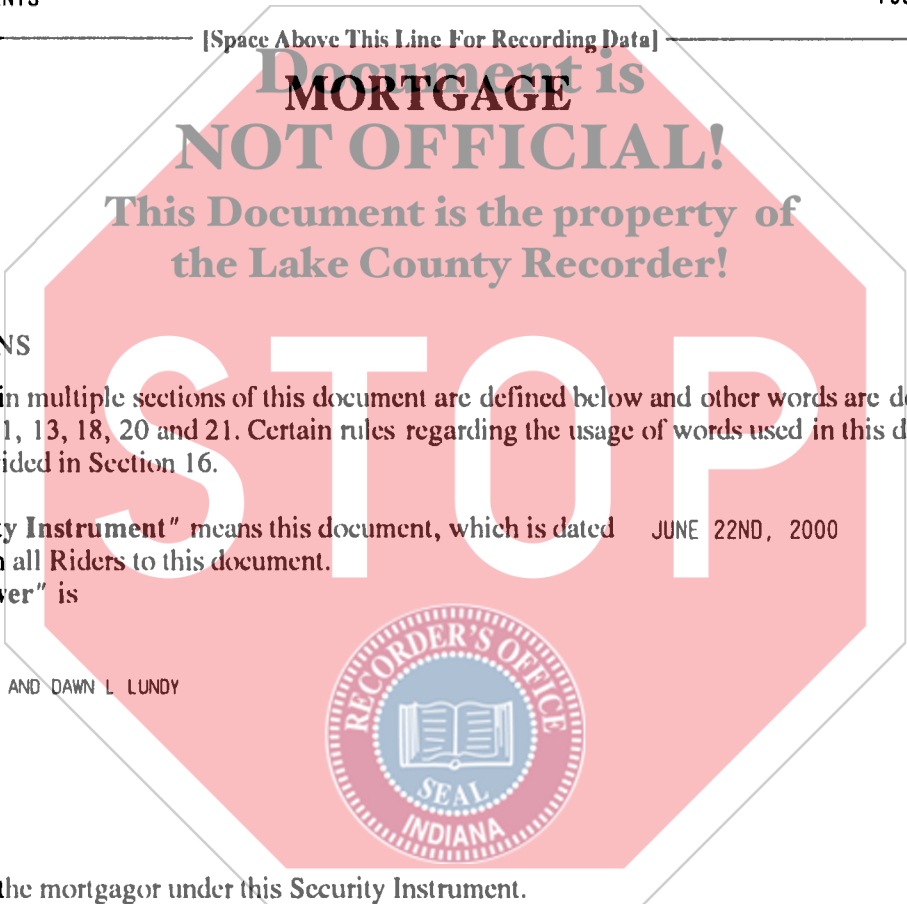 [Space Above This Line For Recording Data]
Document is
MORTGAGE
NOT OFFICIAL!
This Document is the property of
the Lake County Recorder!
NS
in multiple sections of this document are defined below and other words are d
1, 13, 18, 20 and 21. Certain rules regarding the usage of words used in this d
ided in Section 16.
STOP
y Instrument" means this document, which is dated JUNE 22ND, 2000
all Riders to this document.
er" is
RECORDER'S OFFICE
AND DAWN L LUNDY
SEAL
INDIANA
the mortgagor under this Security Instrument.